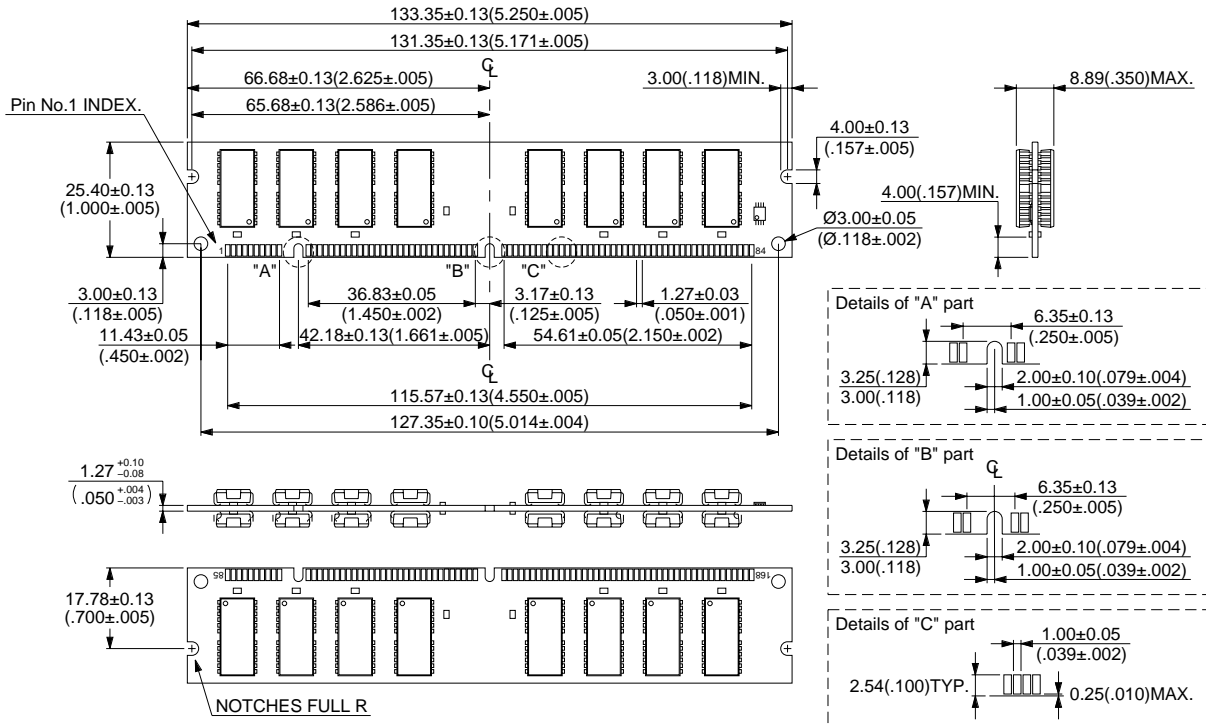 133.35±0.13(5.250±.005)
131.35±0.13(5.171±.005)
℄
66.68±0.13(2.625±.005)
3.00(.118)MIN.
8.89(.350)MAX.
Pin No.1 INDEX.
65.68±0.13(2.586±.005)
4.00±0.13
(.157±.005)
25.40±0.13
(1.000±.005)
4.00(.157)MIN.
Ø3.00±0.05
(Ø.118±.002)
1
84
"A"
"B"
"C"
3.00±0.13
(.118±.005)
36.83±0.05
(1.450±.002)
3.17±0.13
(.125±.005)
1.27±0.03
(.050±.001)
11.43±0.05
(.450±.002)
42.18±0.13(1.661±.005)
54.61±0.05(2.150±.002)
℄
115.57±0.13(4.550±.005)
127.35±0.10(5.014±.004)
Details of "A" part
6.35±0.13
(.250±.005)
3.25(.128)
3.00(.118)
2.00±0.10(.079±.004)
1.00±0.05(.039±.002)
1.27 +0.10 −0.08
(.050 +.004 −.003)
Details of "B" part
℄
6.35±0.13
(.250±.005)
3.25(.128)
3.00(.118)
2.00±0.10(.079±.004)
1.00±0.05(.039±.002)
85
168
17.78±0.13
(.700±.005)
NOTCHES FULL R
Details of "C" part
1.00±0.05
(.039±.002)
2.54(.100)TYP.
0.25(.010)MAX.